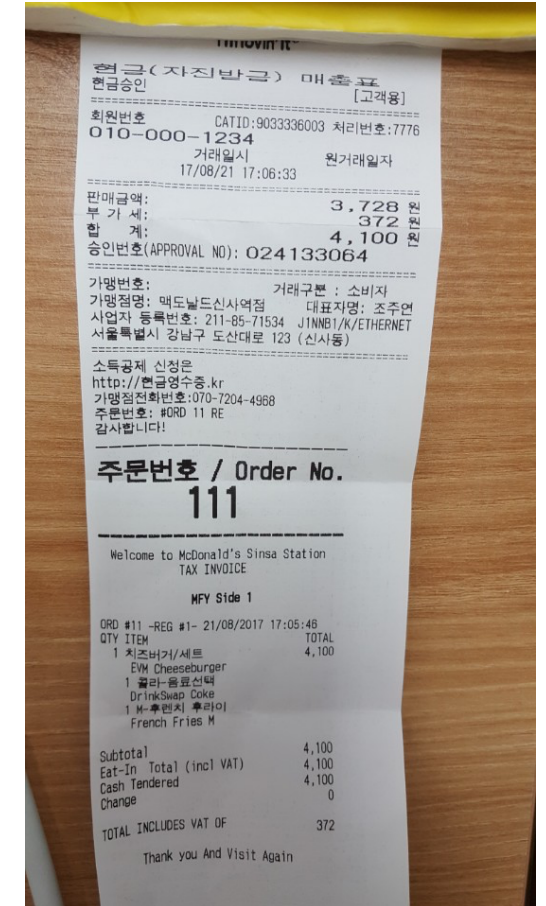 현금(자진발급) 매출표
현금승인 [고객용]
회원번호 CATID:9033336003 처리번호:7776
010-000-1234
거래일시 원거래일자
17/08/21 17:06:33
판매금액: 3,728 원
부 가 세: 372 원
합 계: 4,100 원
승인번호(APPROVAL NO): 024133064
가맹번호: 거래구분 : 소비자
가맹점명: 맥도날드신사역점 대표자명: 조주연
사업자 등록번호: 211-85-71534 J1NNB1/K/ETHERNET
서울특별시 강남구 도산대로 123 (신사동)
소득공제 신청은
http://현금영수증.kr
가맹점전화번호:070-7204-4968
주문번호: #ORD 11 RE
감사합니다!
주문번호 / Order No.
111
Welcome to McDonald's Sinsa Station
TAX INVOICE
MFY Side 1
ORD #11 -REG #1- 21/08/2017 17:05:46
QTY ITEM TOTAL
1 치즈버거/세트 4,100
EVM Cheeseburger
1 콜라-음료선택
DrinkSwap Coke
1 M-후렌치 후라이
French Fries M
Subtotal 4,100
Eat-In Total (incl VAT) 4,100
Cash Tendered 4,100
Change 0
TOTAL INCLUDES VAT OF 372
Thank you And Visit Again